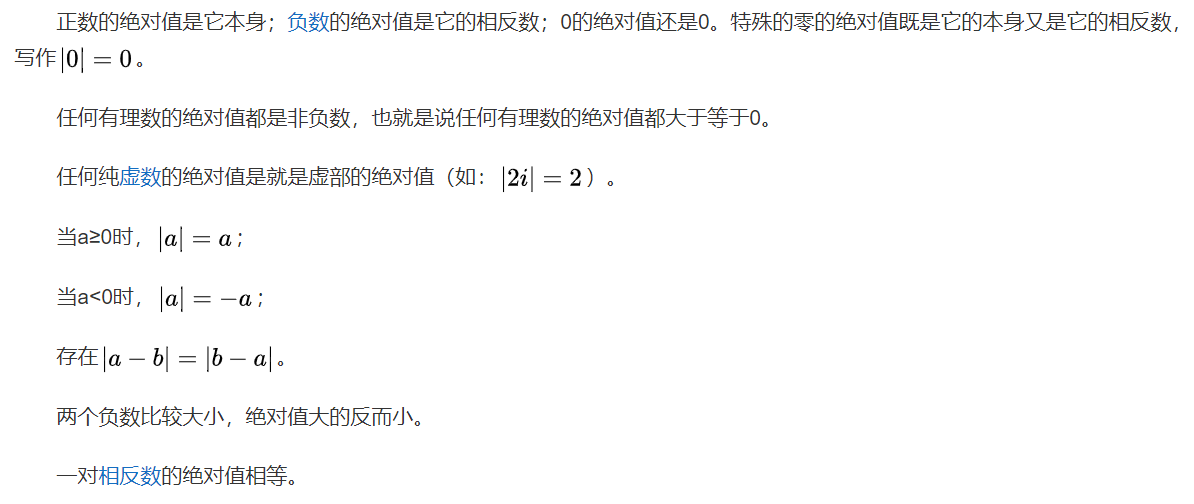 正数的绝对值是它本身；负数的绝对值是它的相反数；0的绝对值还是0。特殊的零的绝对值既是它的本身又是它的相反数，
写作|0| = 0。
任何有理数的绝对值都是非负数，也就是说任何有理数的绝对值都大于等于0。
任何纯虚数的绝对值是就是虚部的绝对值（如：|2i| = 2）。
当a≥0时，|a| = a；
当a<0时，|a| = −a；
存在|a − b| = |b − a|。
两个负数比较大小，绝对值大的反而小。
一对相反数的绝对值相等。